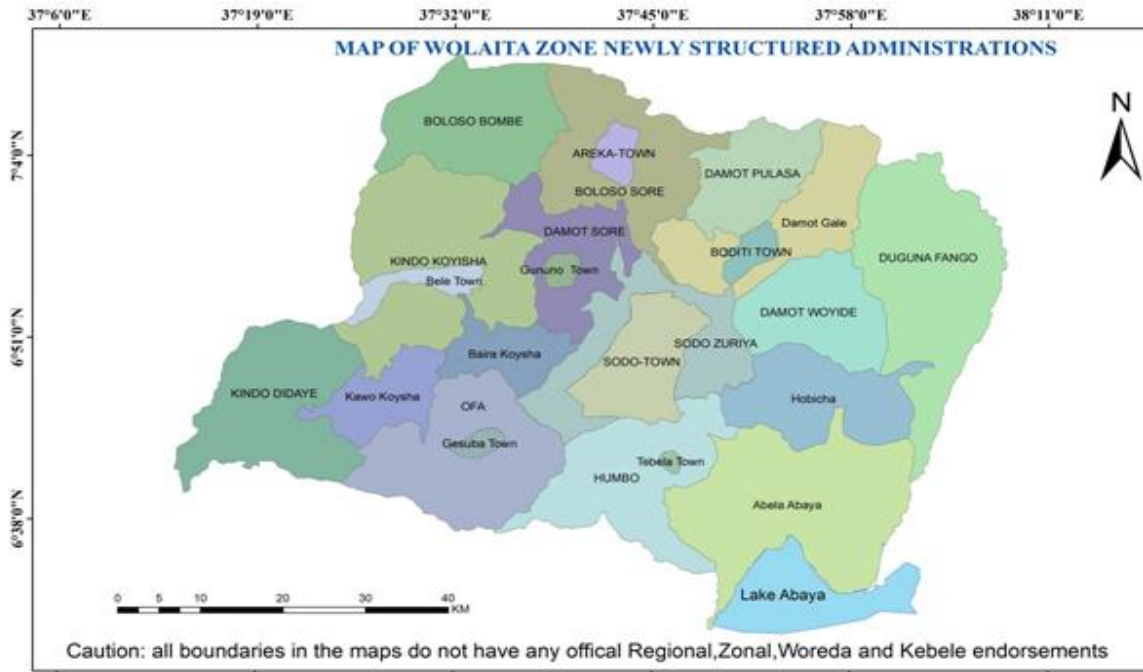 37°6'0"E 37°19'0"E 37°32'0"E 37°45'0"E 37°58'0"E 38°11'0"E
MAP OF WOLAITA ZONE NEWLY STRUCTURED ADMINISTRATIONS
N
BOLOSO BOMBE
7°4'0"N
AREKA-TOWN
DAMOT PULASA
BOLOSO SORE
Damot Gale
DAMOT SORE
BODITI TOWN
KINDO KOYISHA
Gununo Town
DUGUNA FANGO
Bele Town
DAMOT WOYIDE
6°51'0"N
SODO ZURIYA
Baira Koysha
SODO-TOWN
KINDO DIDAYE
Kawo Koysha
Hobicha
OFA
Gesuba Town
Tebela Town
HUMBO
Abela Abaya
6°38'0"N
Lake Abaya
0 5 10 20 30 40
KM
Caution: all boundaries in the maps do not have any offical Regional,Zonal,Woreda and Kebele endorsements